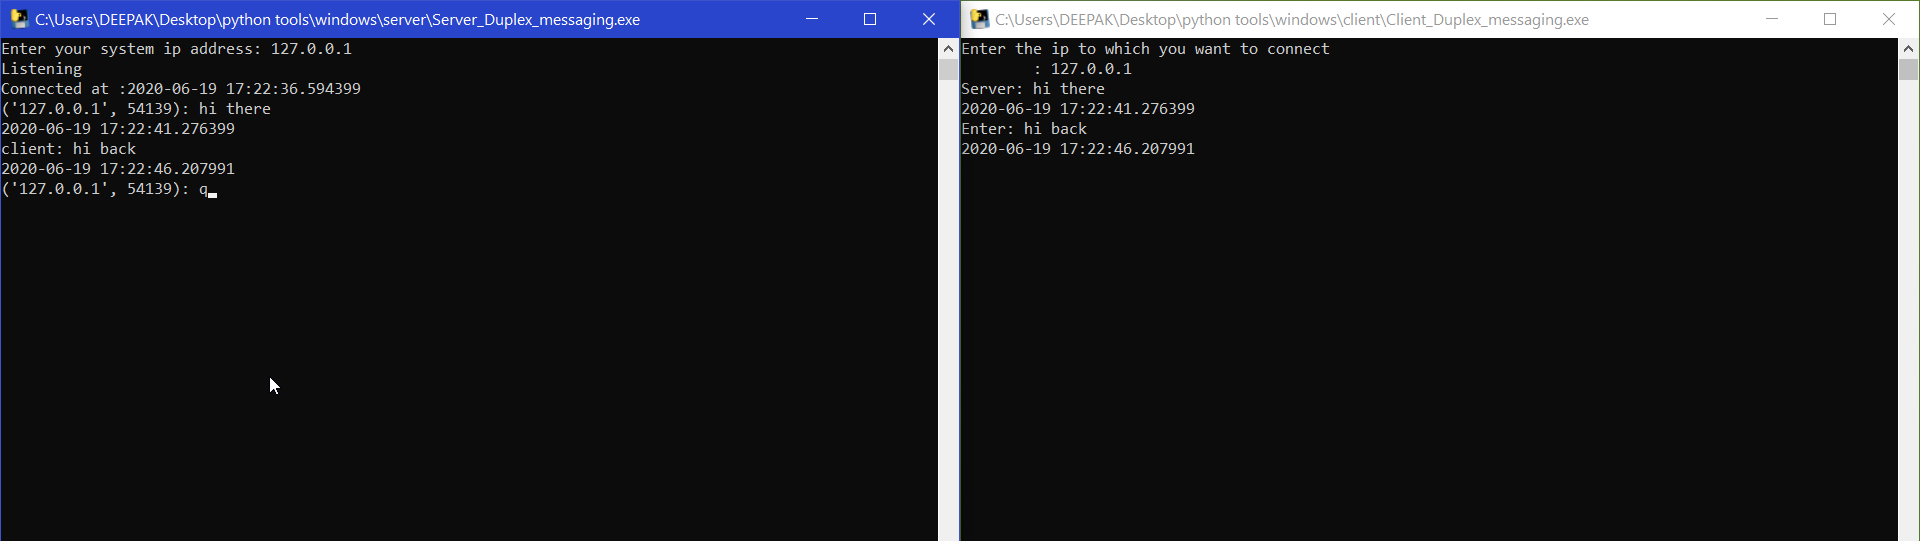 C:\Users\DEEPAK\Desktop\python tools\windows\server\Server_Duplex_messaging.exe
Enter your system ip address: 127.0.0.1
Listening
Connected at :2020-06-19 17:22:36.594399
('127.0.0.1', 54139): hi there
2020-06-19 17:22:41.276399
client: hi back
2020-06-19 17:22:46.207991
('127.0.0.1', 54139): q
C:\Users\DEEPAK\Desktop\python tools\windows\client\Client_Duplex_messaging.exe
Enter the ip to which you want to connect
: 127.0.0.1
Server: hi there
2020-06-19 17:22:41.276399
Enter: hi back
2020-06-19 17:22:46.207991